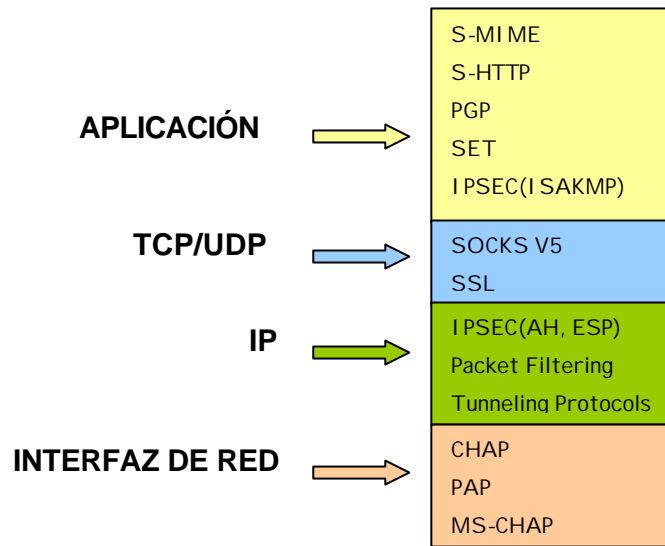 S-MIME
S-HTTP
PGP
SET
IPSEC(ISAKMP)
APLICACIÓN
SOCKS V5
SSL
TCP/UDP
IPSEC(AH, ESP)
Packet Filtering
Tunneling Protocols
IP
CHAP
PAP
MS-CHAP
INTERFAZ DE RED